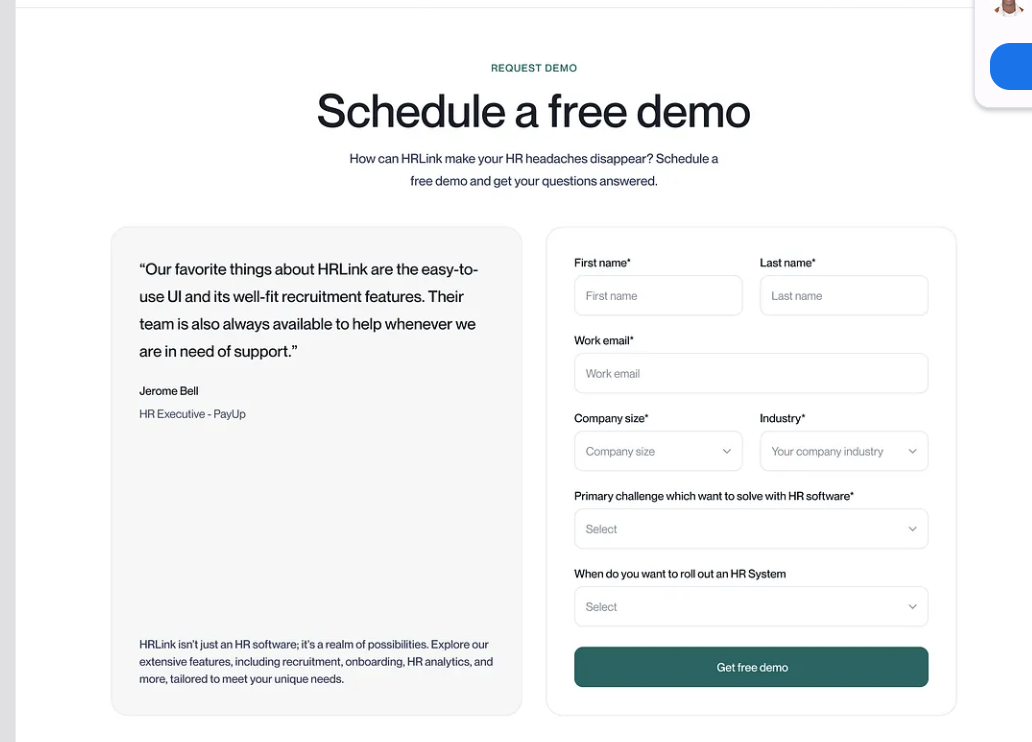 REQUEST DEMO
Schedule a free demo
How can HRLink make your HR headaches disappear? Schedule a
free demo and get your questions answered.
“Our favorite things about HRLink are the easy-to-
use UI and its well-fit recruitment features. Their
team is also always available to help whenever we
are in need of support.”
Jerome Bell
HR Executive - PayUp
HRLink isn't just an HR software; it's a realm of possibilities. Explore our
extensive features, including recruitment, onboarding, HR analytics, and
more, tailored to meet your unique needs.
First name* Last name*
First name Last name
Work email*
Work email
Company size* Industry*
Company size Your company industry
Primary challenge which want to solve with HR software*
Select
When do you want to roll out an HR System
Select
Get free demo